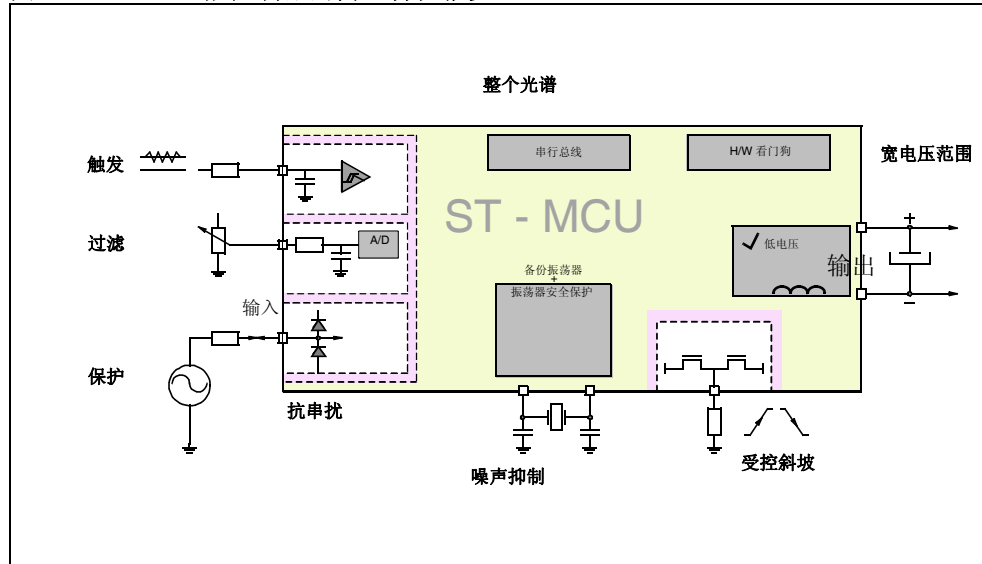 整个光谱
触发
串行总线
H/W 看门狗
宽电压范围
ST - MCU
过滤
A/D
+
低电压
输出
备份振荡器
+
振荡器安全保护
输入
保护
抗串扰
噪声抑制
受控斜坡